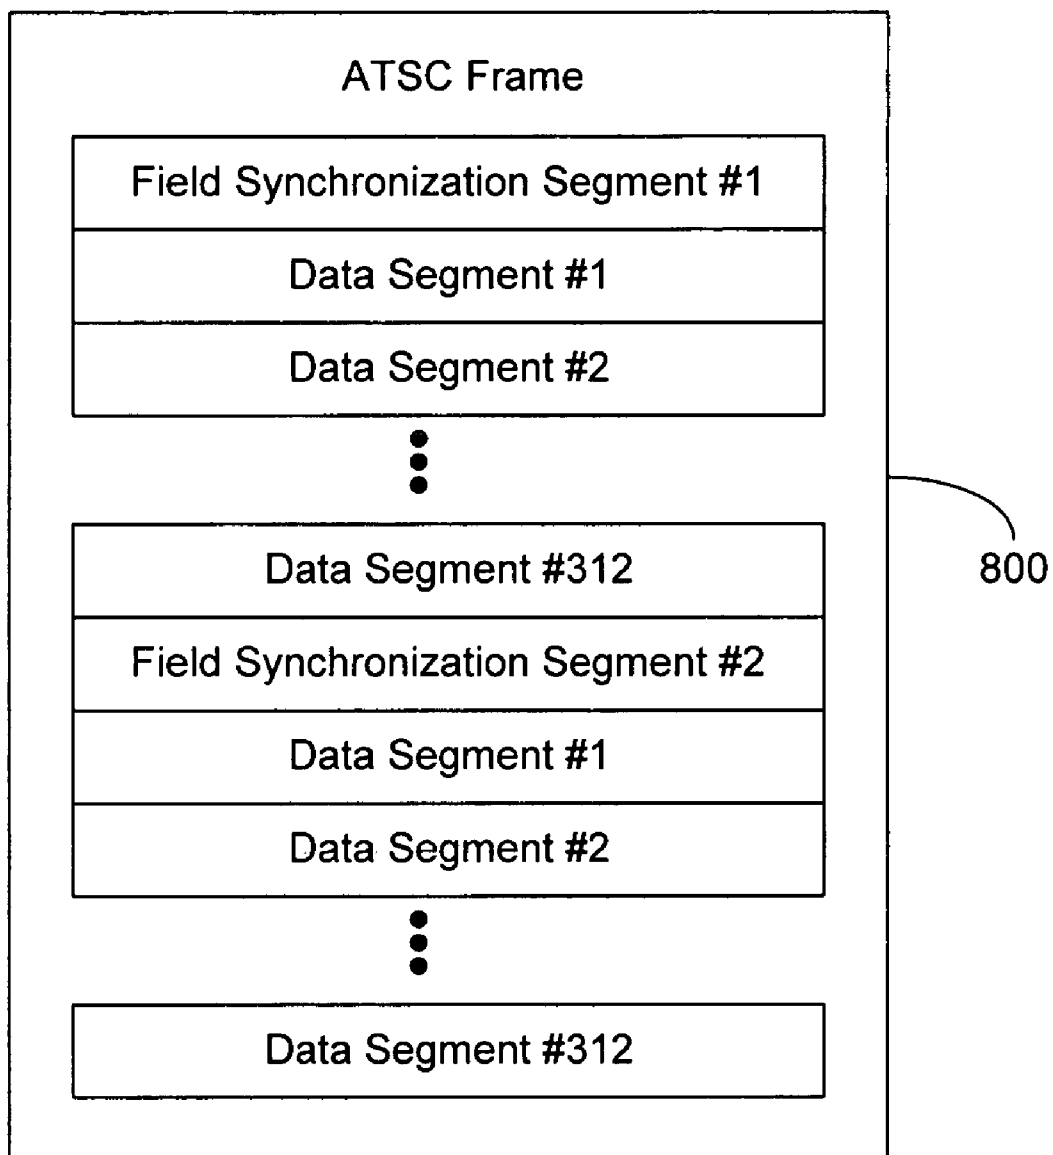 ATSC Frame
Field Synchronization Segment #1
Data Segment #1
Data Segment #2
Data Segment #312
800
Field Synchronization Segment #2
Data Segment #1
Data Segment #2
Data Segment #312